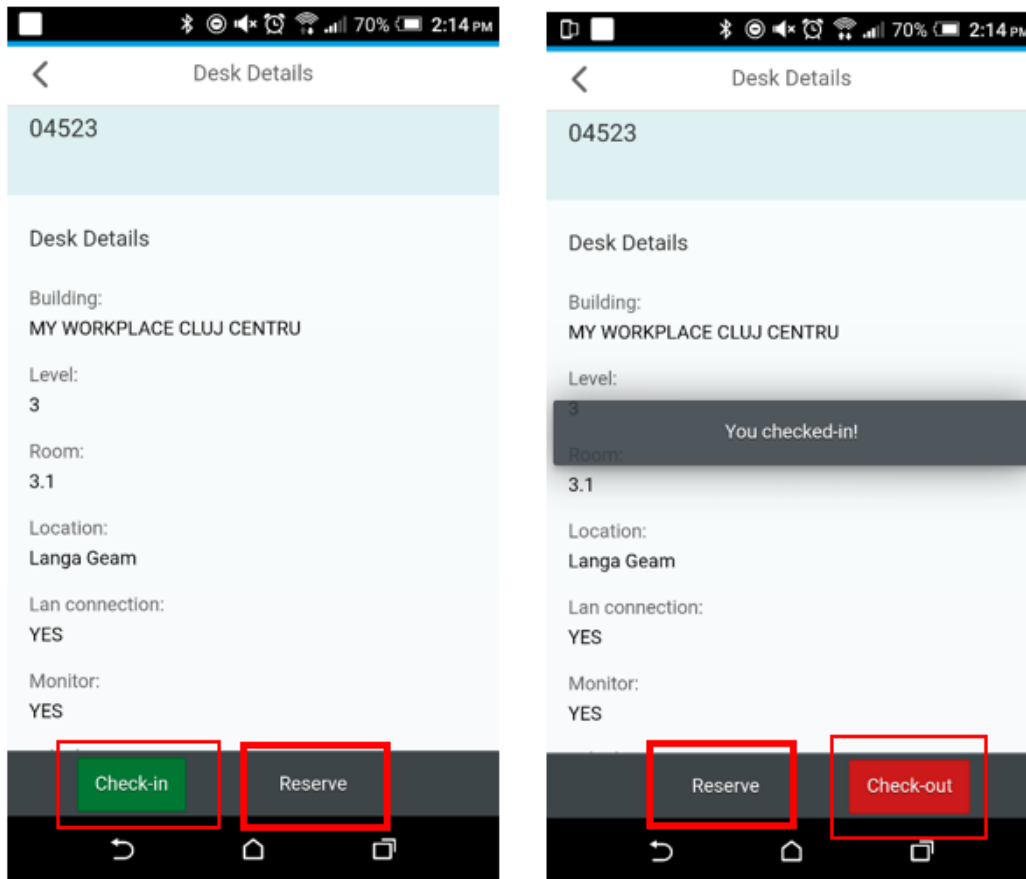 70% 2:14 PM
Desk Details
04523
Desk Details
Building:
MY WORKPLACE CLUJ CENTRU
Level:
3
Room:
3.1
Location:
Langa Geam
Lan connection:
YES
Monitor:
YES
Check-in Reserve
70% 2:14 PM
Desk Details
04523
Desk Details
Building:
MY WORKPLACE CLUJ CENTRU
Level:
3
You checked-in!
Room:
3.1
Location:
Langa Geam
Lan connection:
YES
Monitor:
YES
Reserve Check-out